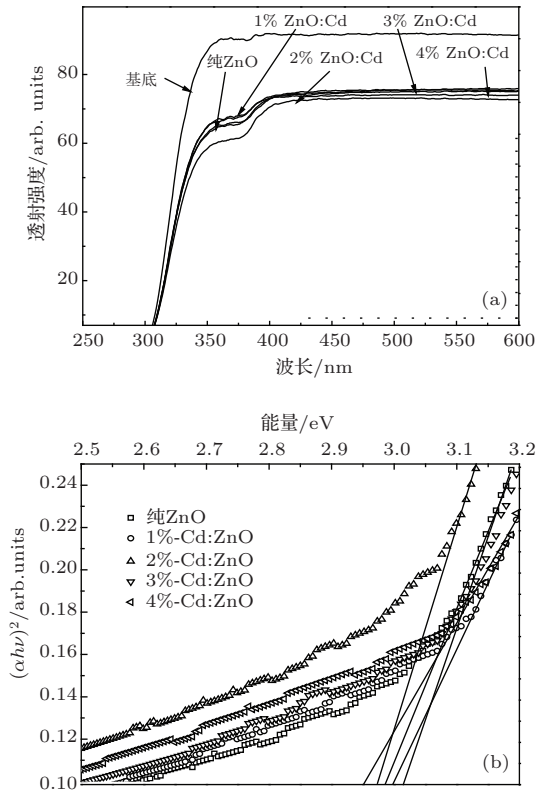 1% ZnO:Cd
3% ZnO:Cd
纯ZnO
2% ZnO:Cd
4% ZnO:Cd
基底
透射强度/arb. units
80
60
40
20
(a)
250 300 350 400 450 500 550 600
波长/nm
能量/eV
2.5 2.6 2.7 2.8 2.9 3.0 3.1 3.2
(αhν)²/arb.units
0.24
0.22
0.20
0.18
0.16
0.14
0.12
0.10
纯ZnO
1%-Cd:ZnO
2%-Cd:ZnO
3%-Cd:ZnO
4%-Cd:ZnO
(b)